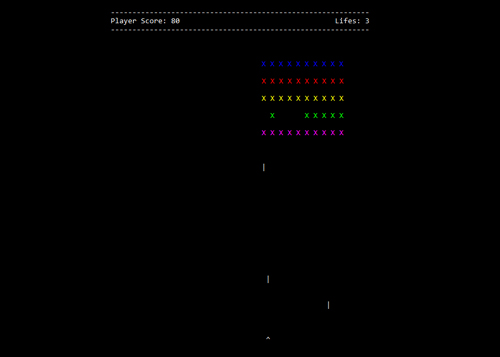 ------------------------------------------------------------
Player Score: 80 Lifes: 3
------------------------------------------------------------
X X X X X X X X X X
X X X X X X X X X X
X X X X X X X X X X
X X X X X X
X X X X X X X X X X
|
|
|
^